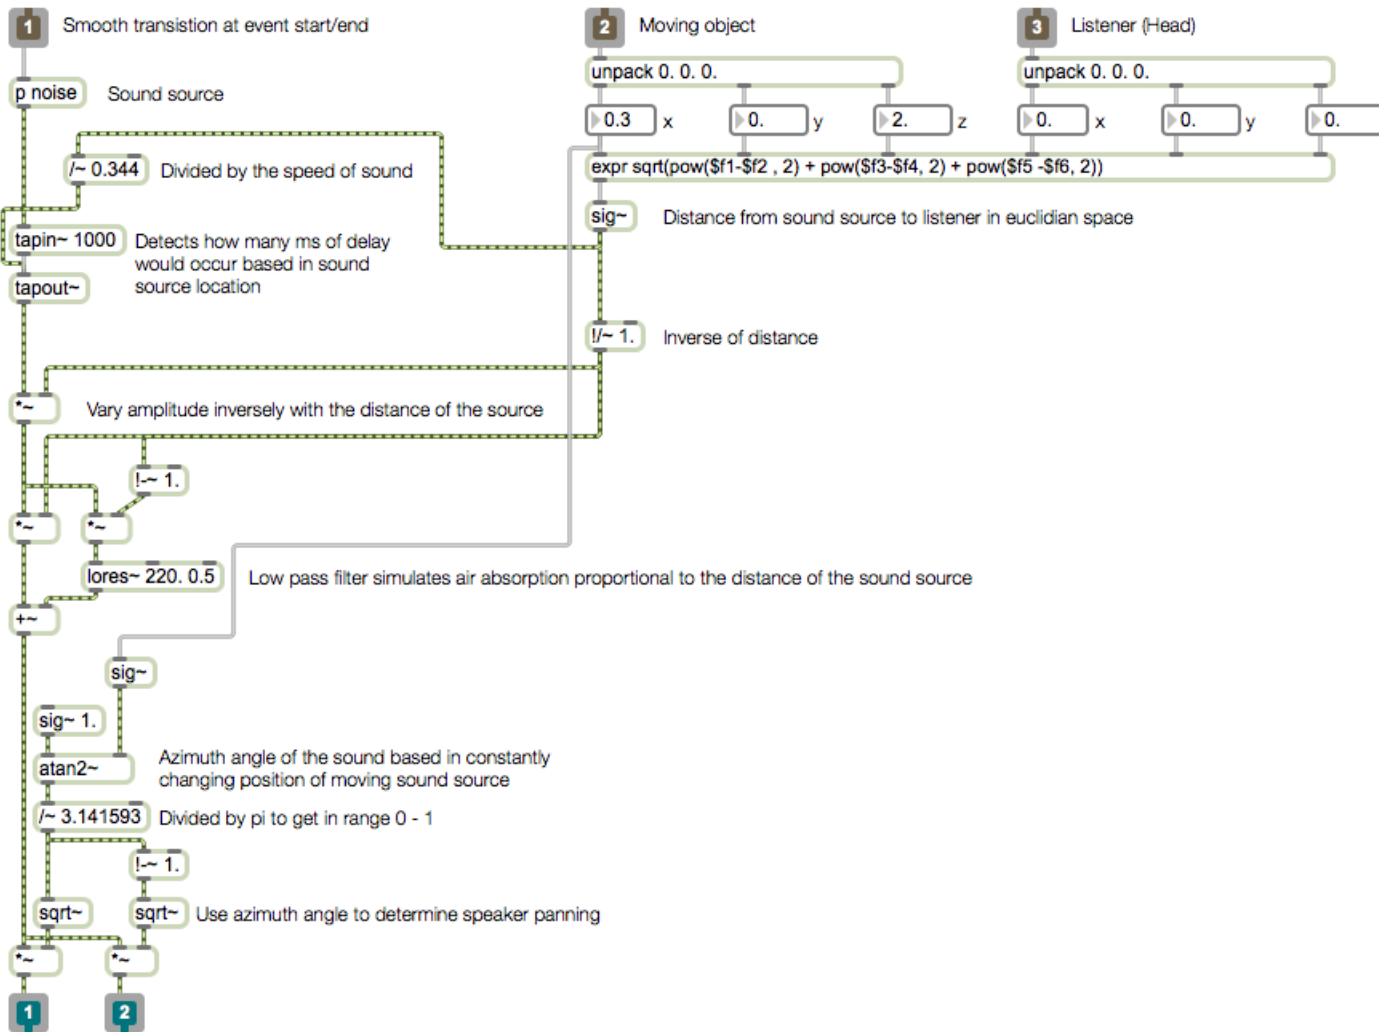 1 Smooth transistion at event start/end
2 Moving object
3 Listener (Head)
unpack 0. 0. 0.
unpack 0. 0. 0.
p noise Sound source
0.3 x 0. y 2. z 0. x 0. y 0.
/~ 0.344 Divided by the speed of sound
expr sqrt(pow($f1-$f2 , 2) + pow($f3-$f4, 2) + pow($f5 -$f6, 2))
sig~ Distance from sound source to listener in euclidian space
tapin~ 1000 Detects how many ms of delay
would occur based in sound
source location
tapout~
!/~ 1. Inverse of distance
*~ Vary amplitude inversely with the distance of the source
!-~ 1.
*~ *~
lores~ 220. 0.5 Low pass filter simulates air absorption proportional to the distance of the sound source
+~
sig~
sig~ 1.
atan2~ Azimuth angle of the sound based in constantly
changing position of moving sound source
/~ 3.141593 Divided by pi to get in range 0 - 1
!-~ 1.
sqrt~ sqrt~ Use azimuth angle to determine speaker panning
*~ *~
1 2